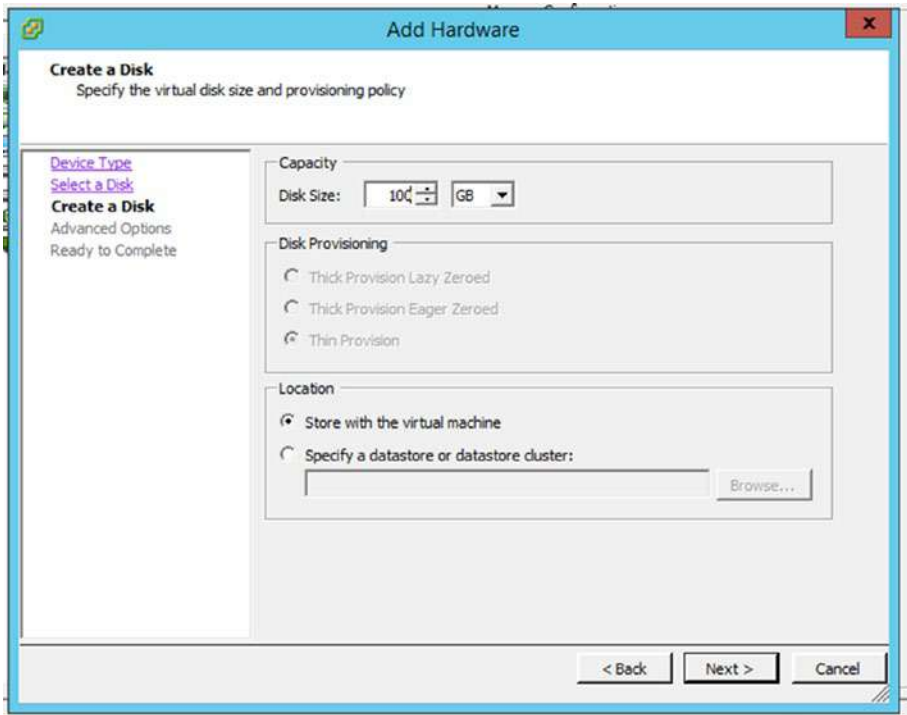 Add Hardware
x
Create a Disk
Specify the virtual disk size and provisioning policy
Device Type
Select a Disk
Create a Disk
Advanced Options
Ready to Complete
Capacity
Disk Size: 100 GB
Disk Provisioning
Thick Provision Lazy Zeroed
Thick Provision Eager Zeroed
Thin Provision
Location
Store with the virtual machine
Specify a datastore or datastore cluster:
Browse...
< Back Next > Cancel